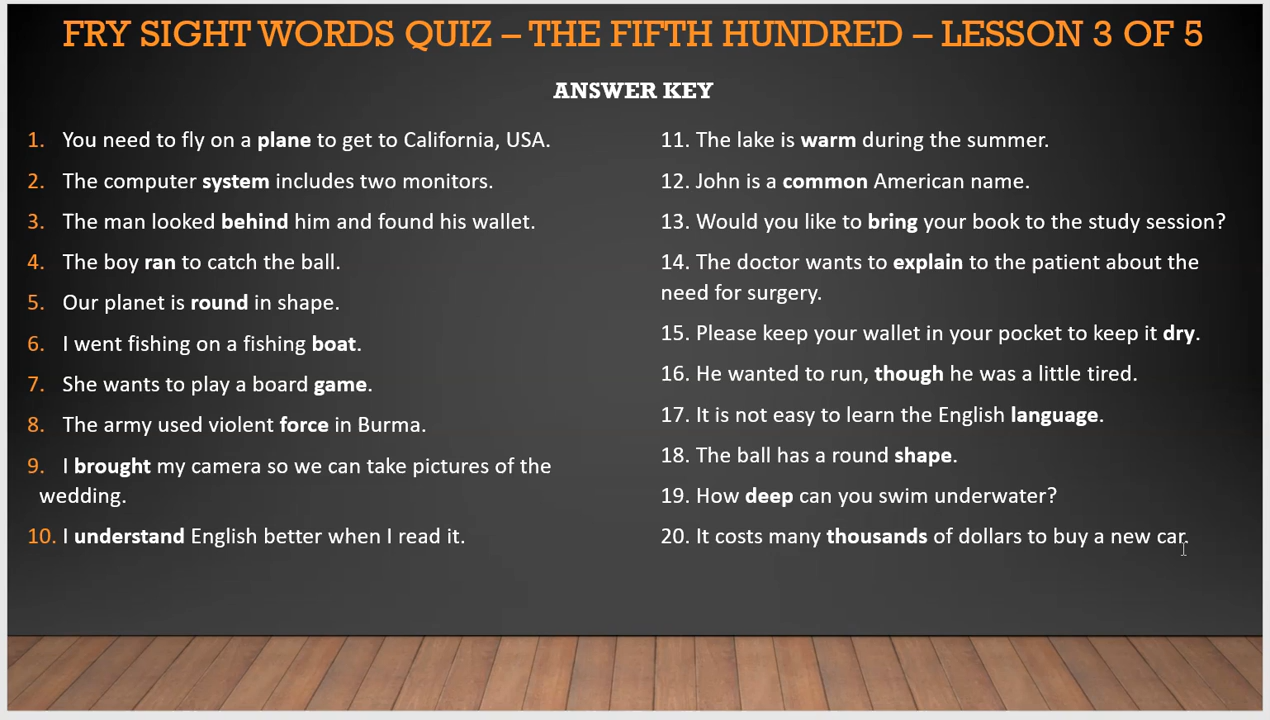 FRY SIGHT WORDS QUIZ – THE FIFTH HUNDRED – LESSON 3 OF 5
ANSWER KEY
1. You need to fly on a plane to get to California, USA.
2. The computer system includes two monitors.
3. The man looked behind him and found his wallet.
4. The boy ran to catch the ball.
5. Our planet is round in shape.
6. I went fishing on a fishing boat.
7. She wants to play a board game.
8. The army used violent force in Burma.
9. I brought my camera so we can take pictures of the
wedding.
10. I understand English better when I read it.
11. The lake is warm during the summer.
12. John is a common American name.
13. Would you like to bring your book to the study session?
14. The doctor wants to explain to the patient about the
need for surgery.
15. Please keep your wallet in your pocket to keep it dry.
16. He wanted to run, though he was a little tired.
17. It is not easy to learn the English language.
18. The ball has a round shape.
19. How deep can you swim underwater?
20. It costs many thousands of dollars to buy a new car.